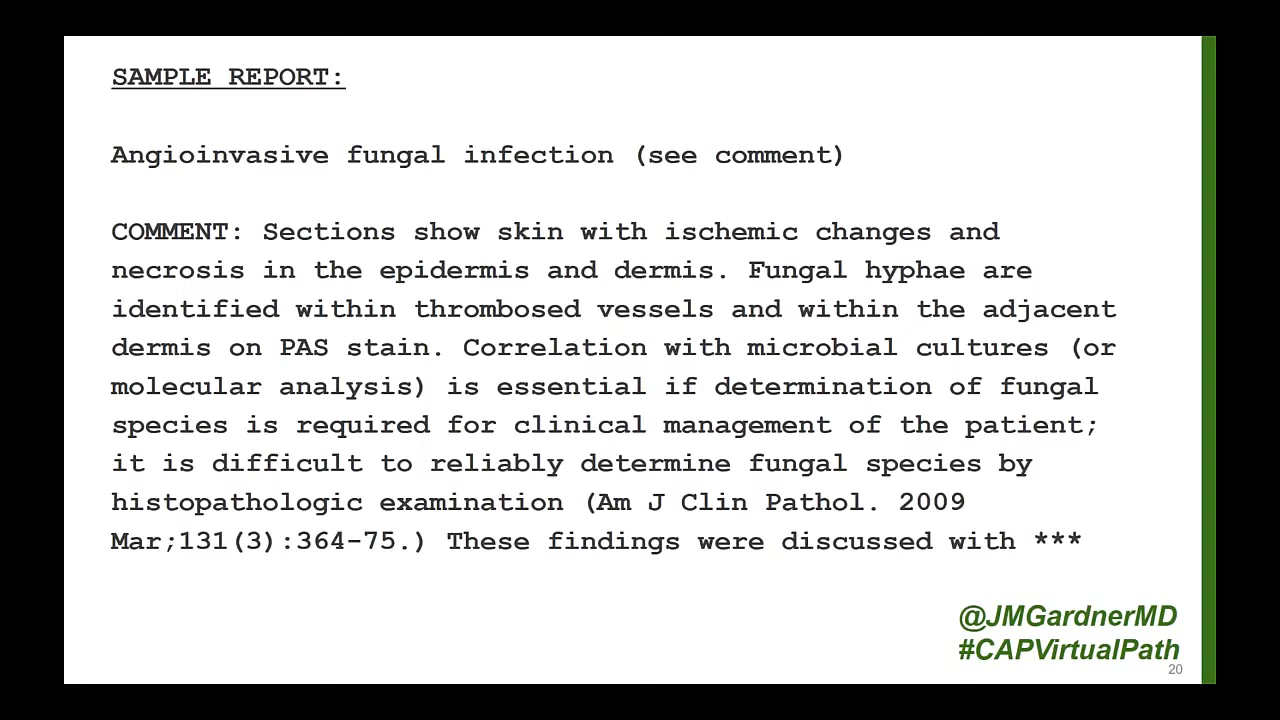 SAMPLE REPORT:
Angioinvasive fungal infection (see comment)
COMMENT: Sections show skin with ischemic changes and
necrosis in the epidermis and dermis. Fungal hyphae are
identified within thrombosed vessels and within the adjacent
dermis on PAS stain. Correlation with microbial cultures (or
molecular analysis) is essential if determination of fungal
species is required for clinical management of the patient;
it is difficult to reliably determine fungal species by
histopathologic examination (Am J Clin Pathol. 2009
Mar;131(3):364-75.) These findings were discussed with ***
@JMGardnerMD
#CAPVirtualPath
20